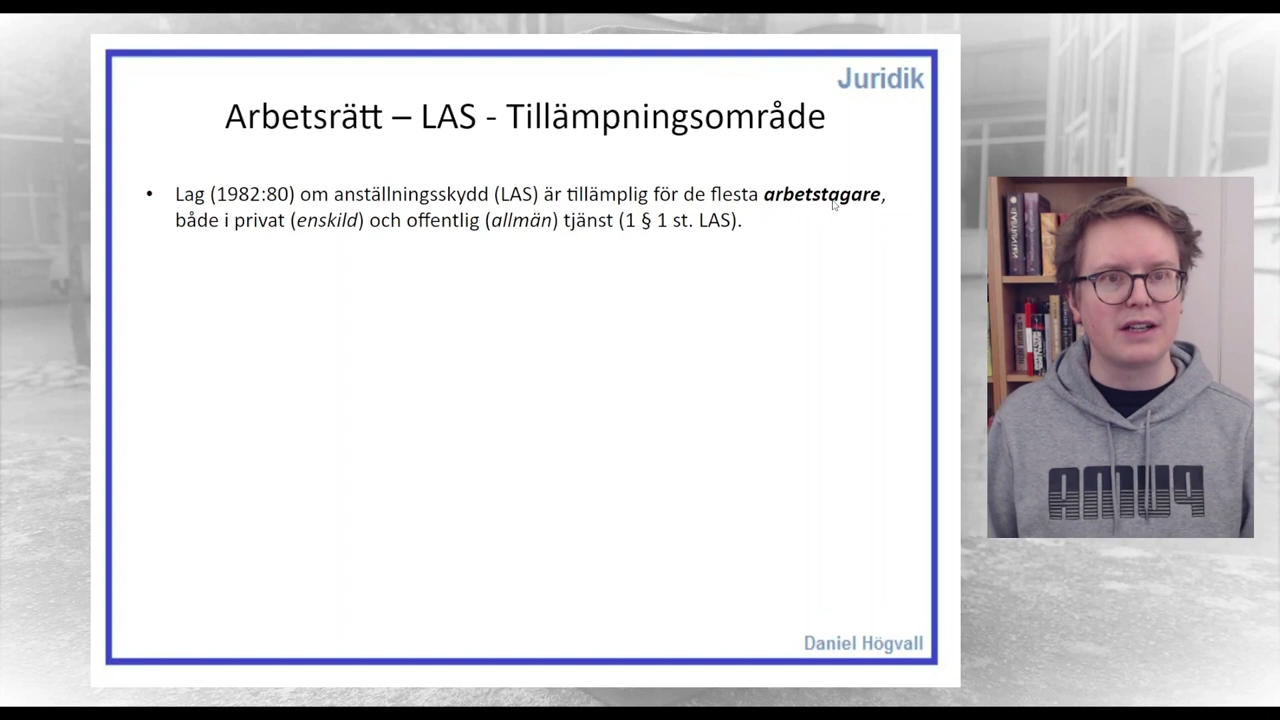 Juridik
Arbetsrätt – LAS - Tillämpningsområde
• Lag (1982:80) om anställningsskydd (LAS) är tillämplig för de flesta arbetstagare,
både i privat (enskild) och offentlig (allmän) tjänst (1 § 1 st. LAS).
Daniel Högvall
PUMA